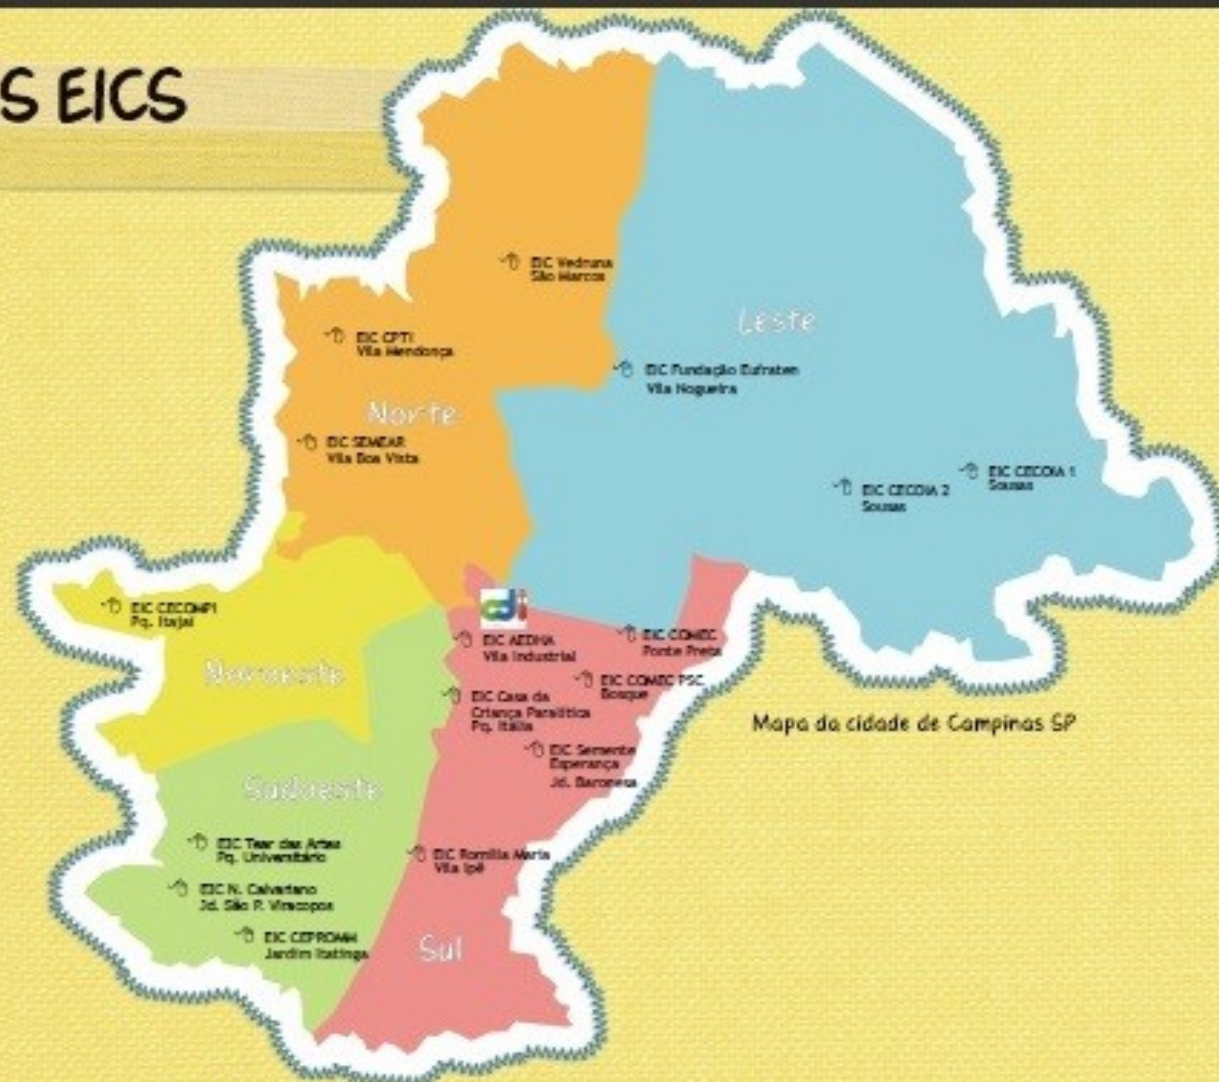 S EICS
EIC Vedruna
São Marcos
EIC CPTI
Vila Mendonça
Leste
EIC Fundação Eufraten
Vila Nogueira
Norte
EIC SEMEAR
Vila Boa Vista
EIC CECOIA 1
Sousas
EIC CECOIA 2
Sousas
EIC CECOMPI
Pq. Itajaí
cdi
EIC AEDHA
Vila Industrial
EIC COMEC
Ponte Preta
Noroeste
EIC COMEC PSC
Bosque
EIC Casa da
Criança Paralítica
Pq. Itália
Mapa da cidade de Campinas SP
EIC Semente
Esperança
Jd. Baronesa
Sudoeste
EIC Tear das Artes
Pq. Universitário
EIC Romília Maria
Vila Ipê
EIC N. Calvariano
Jd. São P. Viracopos
EIC CEPROMM
Jardim Itatinga
Sul